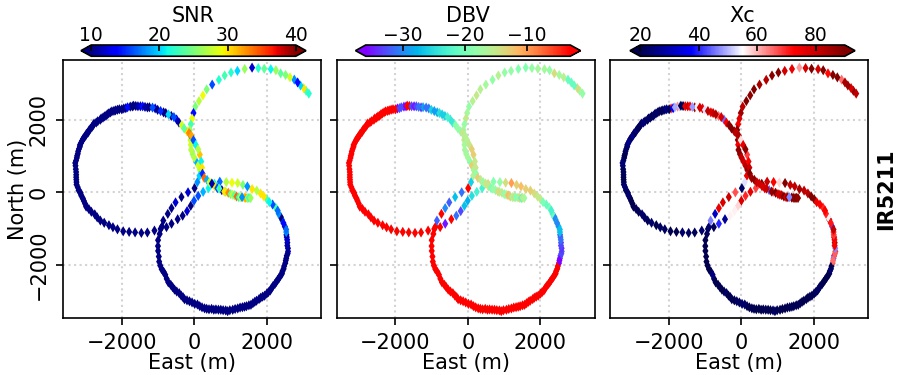 SNR DBV Xc
10 20 30 40 −30 −20 −10 20 40 60 80
North (m)
2000
0
−2000
IR5211
−2000 0 2000 −2000 0 2000 −2000 0 2000
East (m) East (m) East (m)